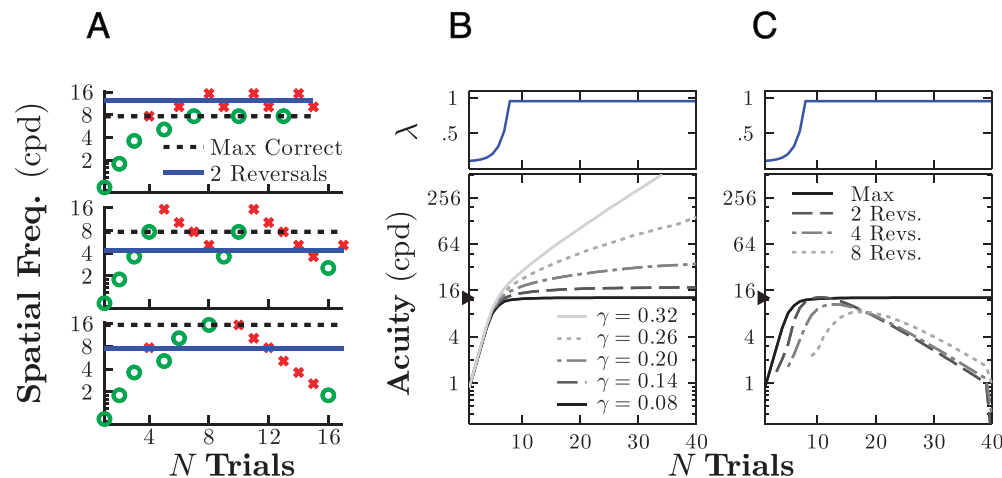 A
B
C
Spatial Freq. (cpd)
16
8
4
2
Max Correct
2 Reversals
16
8
4
2
16
8
4
2
4
8
12
16
N Trials
λ
1
.5
Acuity (cpd)
256
64
16
4
1
γ = 0.32
γ = 0.26
γ = 0.20
γ = 0.14
γ = 0.08
10
20
30
40
1
.5
256
64
16
4
1
Max
2 Revs.
4 Revs.
8 Revs.
10
20
30
40
N Trials